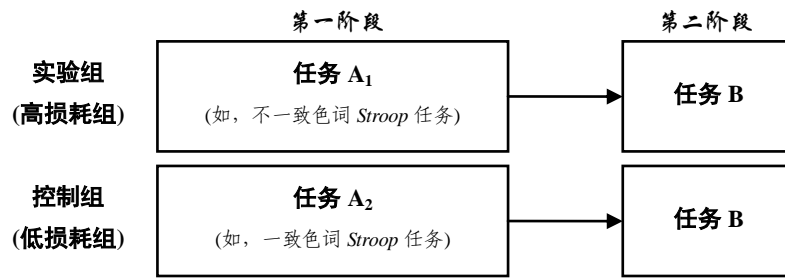 第一阶段 第二阶段
实验组
(高损耗组)
任务 A₁
(如，不一致色词 Stroop 任务)
任务 B
控制组
(低损耗组)
任务 A₂
(如，一致色词 Stroop 任务)
任务 B